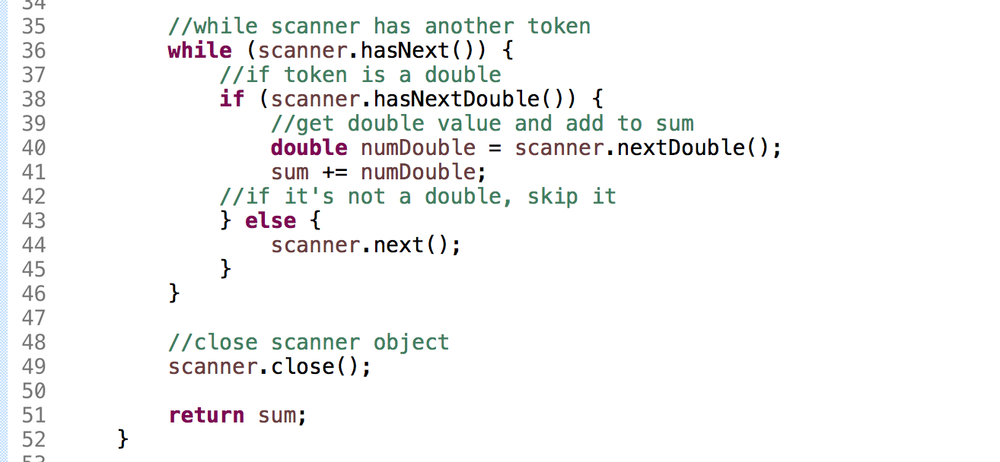 34
35 //while scanner has another token
36 while (scanner.hasNext()) {
37 //if token is a double
38 if (scanner.hasNextDouble()) {
39 //get double value and add to sum
40 double numDouble = scanner.nextDouble();
41 sum += numDouble;
42 //if it's not a double, skip it
43 } else {
44 scanner.next();
45 }
46 }
47
48 //close scanner object
49 scanner.close();
50
51 return sum;
52 }
53